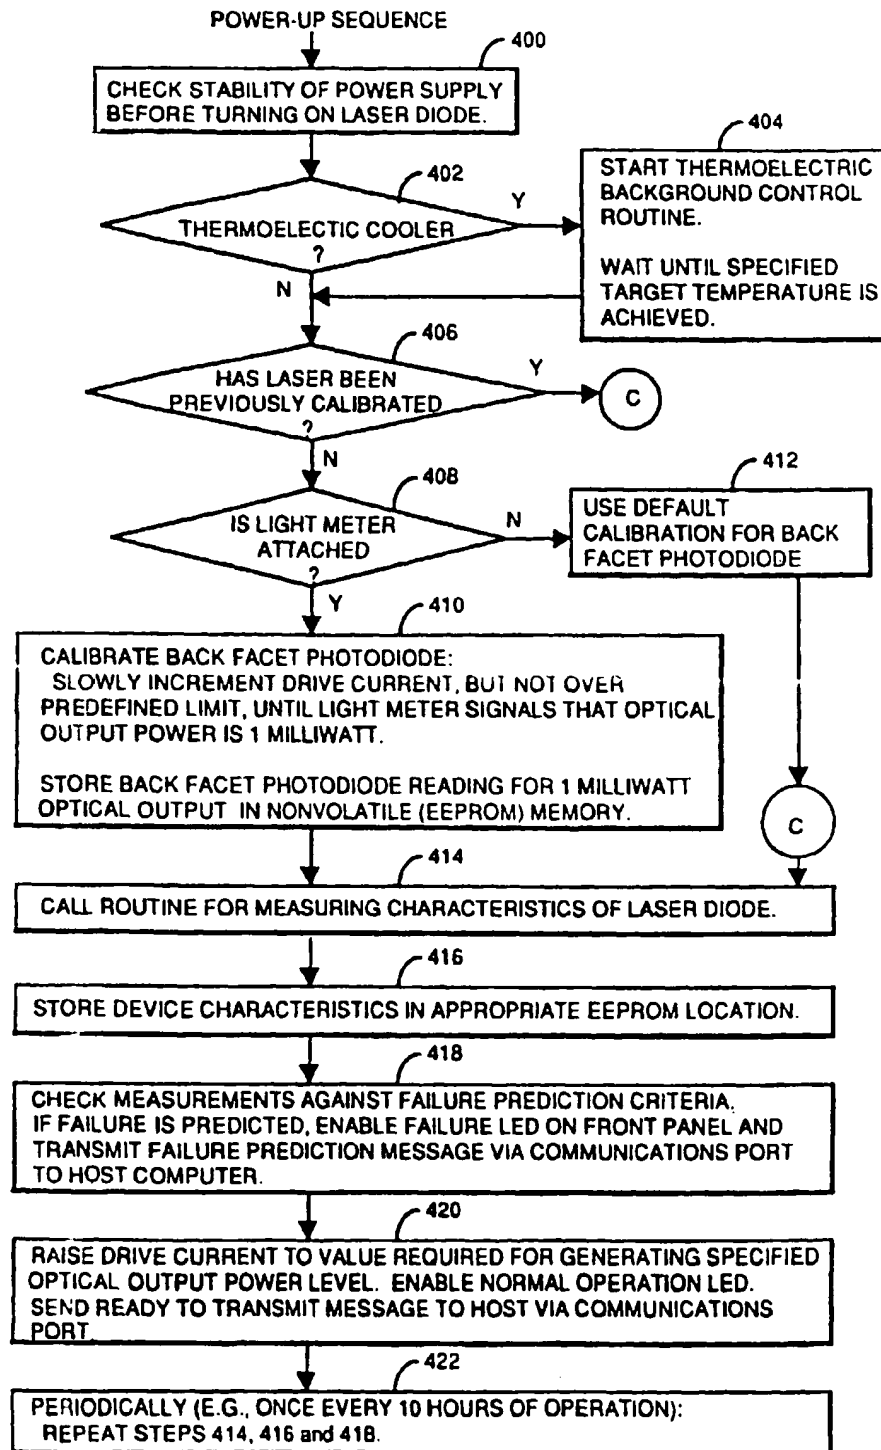 POWER-UP SEQUENCE
400
CHECK STABILITY OF POWER SUPPLY
BEFORE TURNING ON LASER DIODE.
402
THERMOELECTIC COOLER
?
Y
N
404
START THERMOELECTRIC
BACKGROUND CONTROL
ROUTINE.
WAIT UNTIL SPECIFIED
TARGET TEMPERATURE IS
ACHIEVED.
406
HAS LASER BEEN
PREVIOUSLY CALIBRATED
?
Y
C
N
408
IS LIGHT METER
ATTACHED
?
N
Y
412
USE DEFAULT
CALIBRATION FOR BACK
FACET PHOTODIODE
410
CALIBRATE BACK FACET PHOTODIODE:
SLOWLY INCREMENT DRIVE CURRENT, BUT NOT OVER
PREDEFINED LIMIT, UNTIL LIGHT METER SIGNALS THAT OPTICAL
OUTPUT POWER IS 1 MILLIWATT.
STORE BACK FACET PHOTODIODE READING FOR 1 MILLIWATT
OPTICAL OUTPUT IN NONVOLATILE (EEPROM) MEMORY.
C
414
CALL ROUTINE FOR MEASURING CHARACTERISTICS OF LASER DIODE.
416
STORE DEVICE CHARACTERISTICS IN APPROPRIATE EEPROM LOCATION.
418
CHECK MEASUREMENTS AGAINST FAILURE PREDICTION CRITERIA.
IF FAILURE IS PREDICTED, ENABLE FAILURE LED ON FRONT PANEL AND
TRANSMIT FAILURE PREDICTION MESSAGE VIA COMMUNICATIONS PORT
TO HOST COMPUTER.
420
RAISE DRIVE CURRENT TO VALUE REQUIRED FOR GENERATING SPECIFIED
OPTICAL OUTPUT POWER LEVEL. ENABLE NORMAL OPERATION LED.
SEND READY TO TRANSMIT MESSAGE TO HOST VIA COMMUNICATIONS
PORT.
422
PERIODICALLY (E.G., ONCE EVERY 10 HOURS OF OPERATION):
REPEAT STEPS 414, 416 and 418.